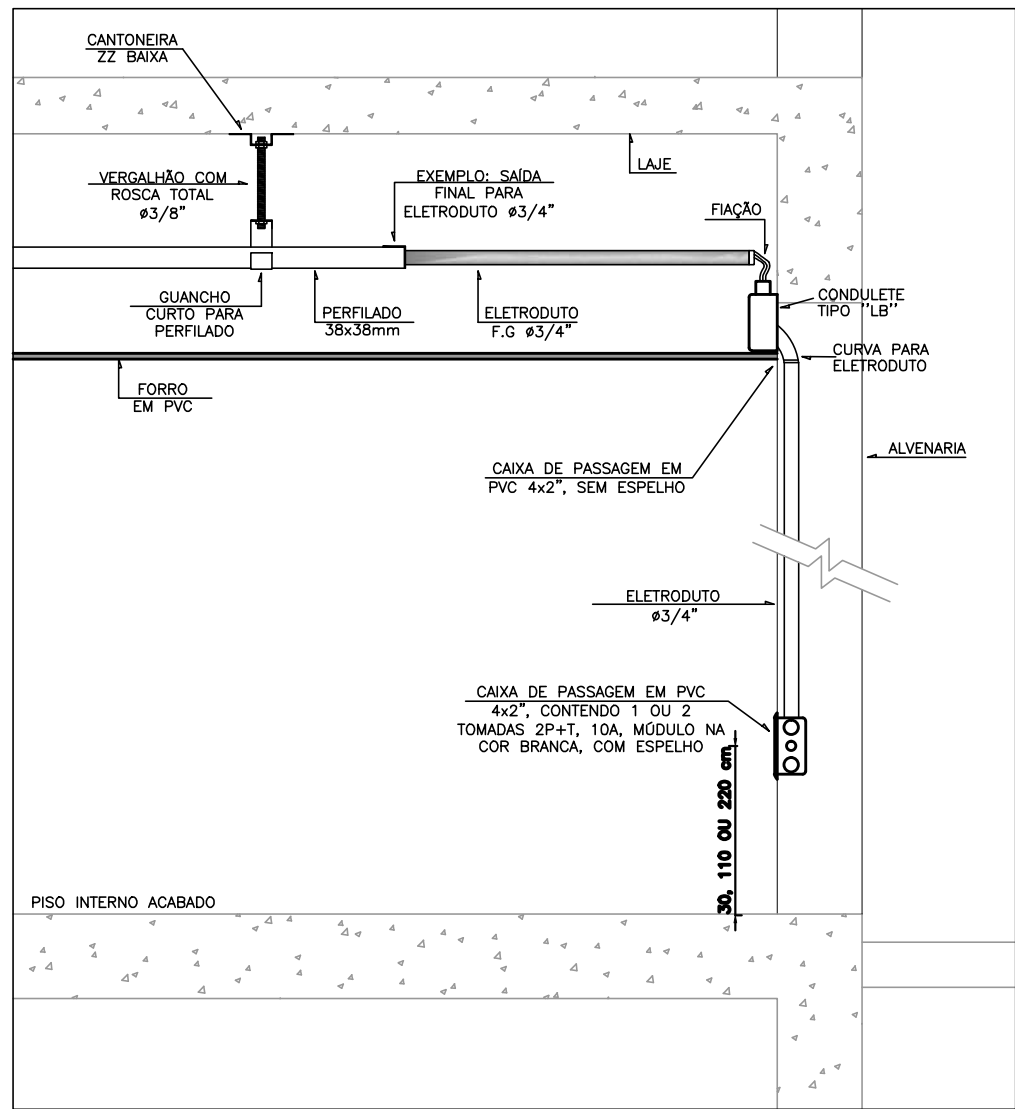 CANTONEIRA
ZZ BAIXA
VERGALHÃO COM
ROSCA TOTAL
ø3/8"
EXEMPLO: SAÍDA
FINAL PARA
ELETRODUTO ø3/4"
LAJE
FIAÇÃO
GUANCHO
CURTO PARA
PERFILADO
PERFILADO
38x38mm
ELETRODUTO
F.G ø3/4"
CONDULETE
TIPO "LB"
CURVA PARA
ELETRODUTO
FORRO
EM PVC
CAIXA DE PASSAGEM EM
PVC 4x2", SEM ESPELHO
ALVENARIA
ELETRODUTO
ø3/4"
CAIXA DE PASSAGEM EM PVC
4x2", CONTENDO 1 OU 2
TOMADAS 2P+T, 10A, MÚDULO NA
COR BRANCA, COM ESPELHO
30, 110 OU 220 cm
PISO INTERNO ACABADO